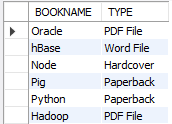 BOOKNAME TYPE
Oracle PDF File
hBase Word File
Node Hardcover
Pig Paperback
Python Paperback
Hadoop PDF File